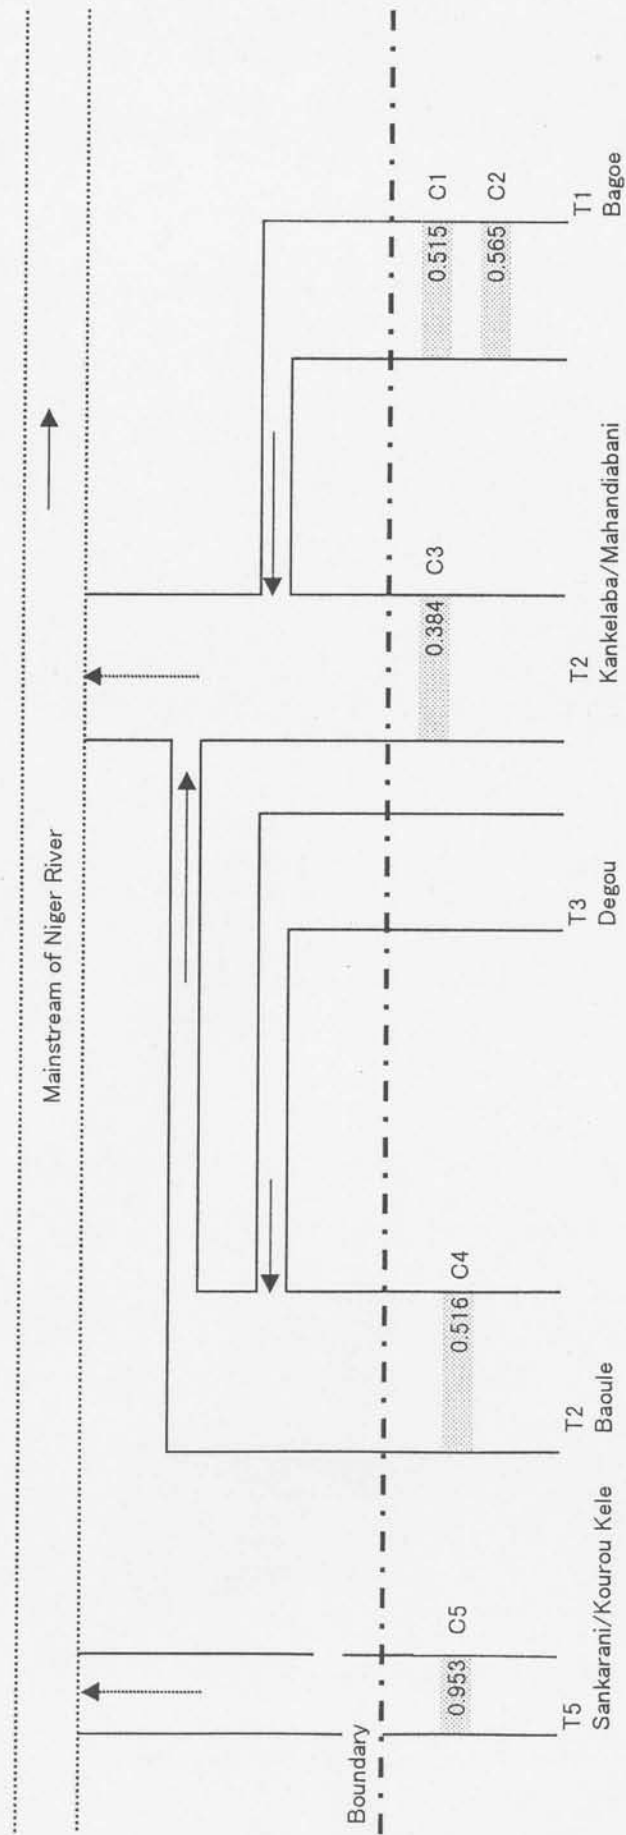 Mainstream of Niger River
Boundary
0.953 C5
0.516 C4
0.384 C3
0.515 C1
0.565 C2
T5
Sankarani/Kourou Kele
T2
Baoule
T3
Degou
T2
Kankelaba/Mahandiabani
T1
Bagoe